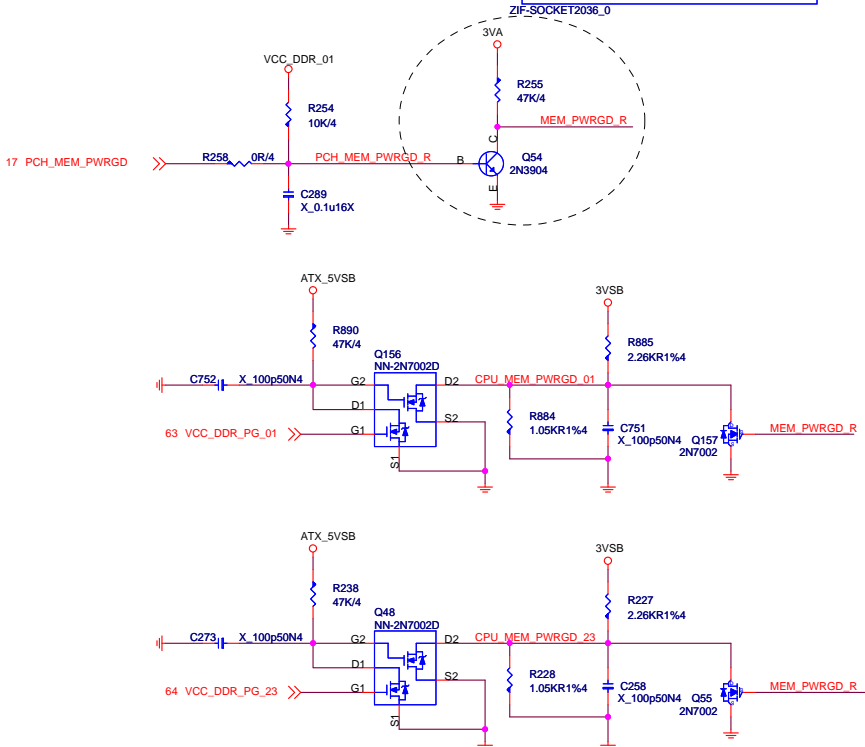 ZIF-SOCKET2036_0
3VA
VCC_DDR_01
R255
47K/4
R254
10K/4
MEM_PWRGD_R
C
17 PCH_MEM_PWRGD
R258
0R/4
PCH_MEM_PWRGD_R
B
Q54
2N3904
E
C289
X_0.1u16X
ATX_5VSB
3VSB
R890
47K/4
R885
2.26KR1%4
Q156
NN-2N7002D
C752
X_100p50N4
G2
D2
CPU_MEM_PWRGD_01
D1
R884
1.05KR1%4
S2
C751
X_100p50N4
63 VCC_DDR_PG_01
G1
Q157
2N7002
MEM_PWRGD_R
S1
ATX_5VSB
3VSB
R238
47K/4
R227
2.26KR1%4
Q48
NN-2N7002D
C273
X_100p50N4
G2
D2
CPU_MEM_PWRGD_23
D1
R228
1.05KR1%4
S2
C258
X_100p50N4
64 VCC_DDR_PG_23
G1
Q55
2N7002
MEM_PWRGD_R
S1